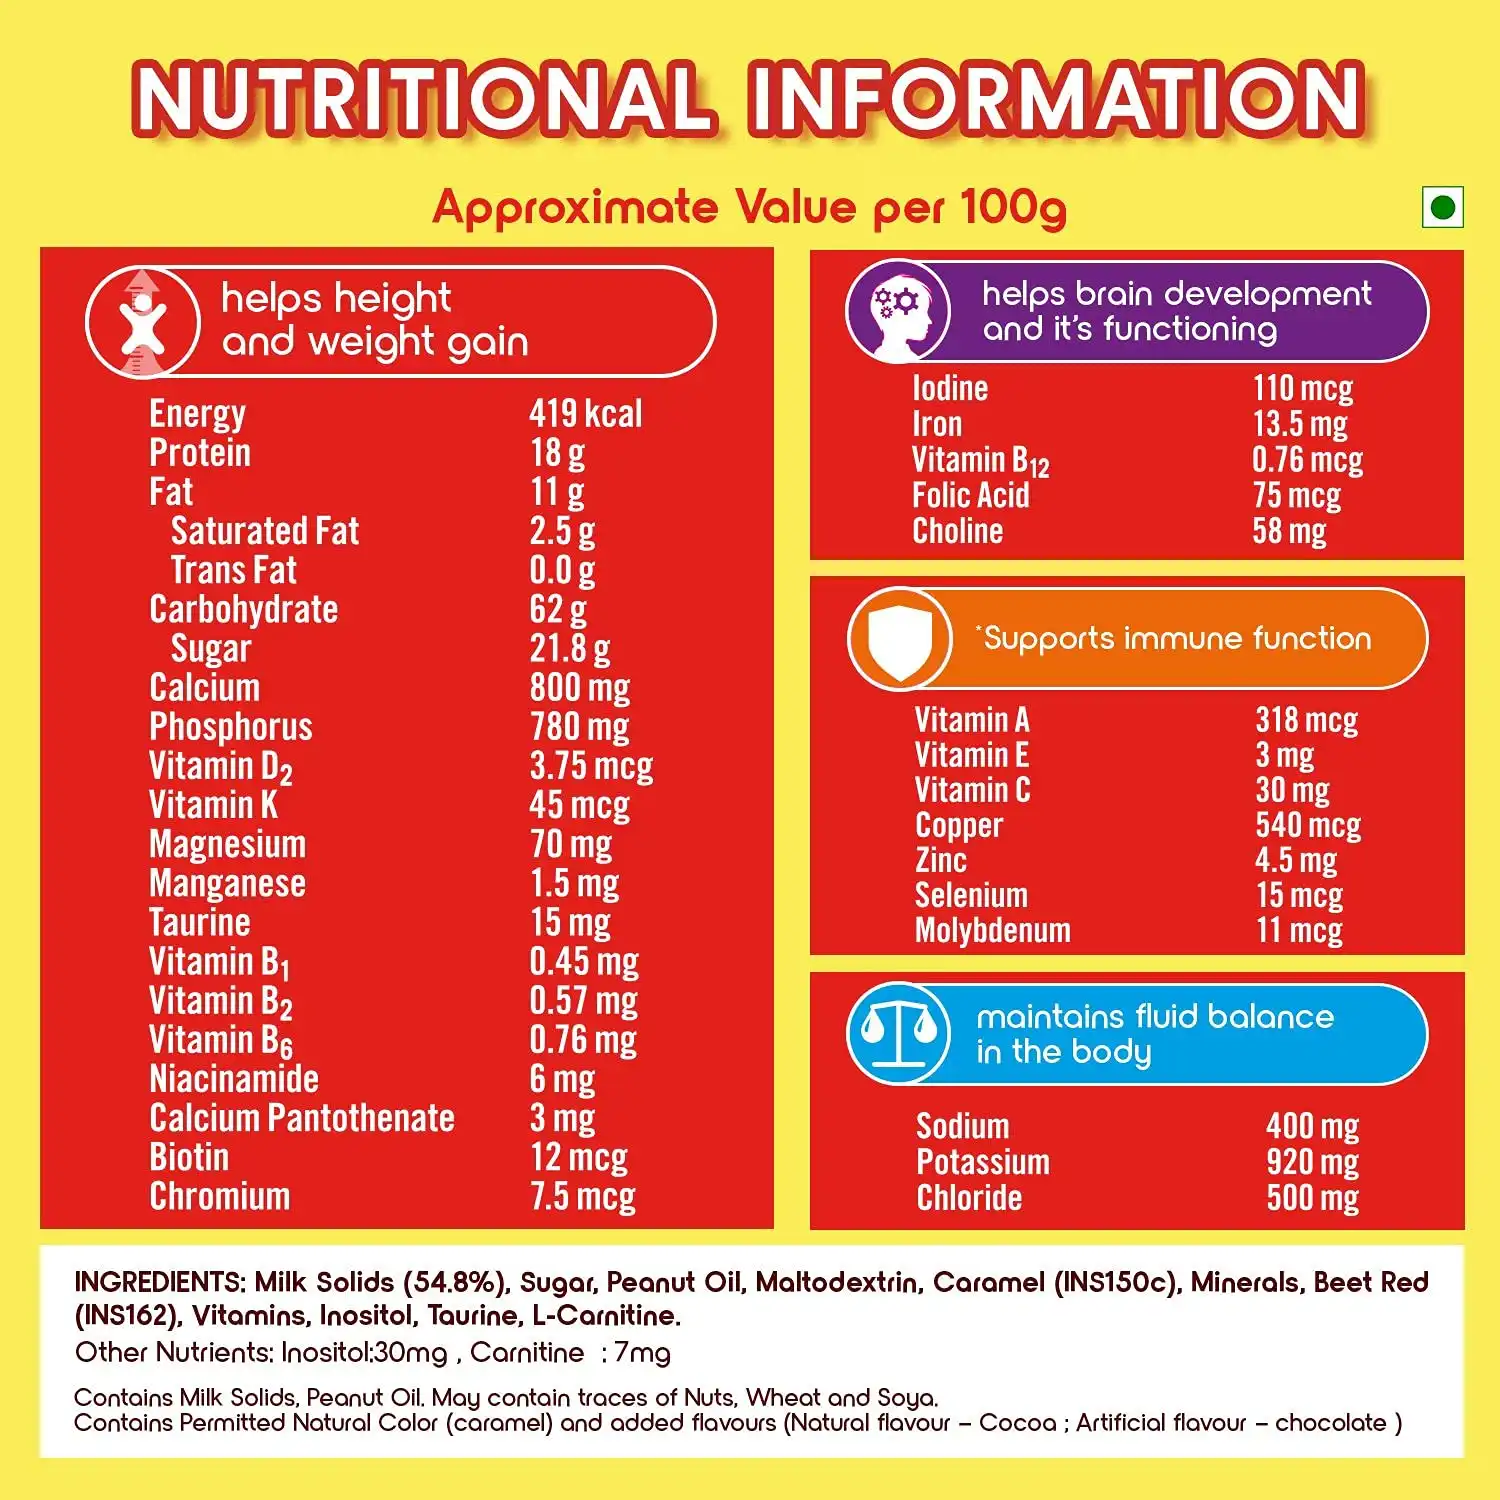 NUTRITIONAL INFORMATION
Approximate Value per 100g
helps height
and weight gain
Energy 419 kcal
Protein 18 g
Fat 11 g
Saturated Fat 2.5 g
Trans Fat 0.0 g
Carbohydrate 62 g
Sugar 21.8 g
Calcium 800 mg
Phosphorus 780 mg
Vitamin D2 3.75 mcg
Vitamin K 45 mcg
Magnesium 70 mg
Manganese 1.5 mg
Taurine 15 mg
Vitamin B1 0.45 mg
Vitamin B2 0.57 mg
Vitamin B6 0.76 mg
Niacinamide 6 mg
Calcium Pantothenate 3 mg
Biotin 12 mcg
Chromium 7.5 mcg
helps brain development
and it's functioning
Iodine 110 mcg
Iron 13.5 mg
Vitamin B12 0.76 mcg
Folic Acid 75 mcg
Choline 58 mg
*Supports immune function
Vitamin A 318 mcg
Vitamin E 3 mg
Vitamin C 30 mg
Copper 540 mcg
Zinc 4.5 mg
Selenium 15 mcg
Molybdenum 11 mcg
maintains fluid balance
in the body
Sodium 400 mg
Potassium 920 mg
Chloride 500 mg
INGREDIENTS: Milk Solids (54.8%), Sugar, Peanut Oil, Maltodextrin, Caramel (INS150c), Minerals, Beet Red
(INS162), Vitamins, Inositol, Taurine, L-Carnitine.
Other Nutrients: Inositol:30mg , Carnitine : 7mg
Contains Milk Solids, Peanut Oil. May contain traces of Nuts, Wheat and Soya.
Contains Permitted Natural Color (caramel) and added flavours (Natural flavour – Cocoa ; Artificial flavour – chocolate )